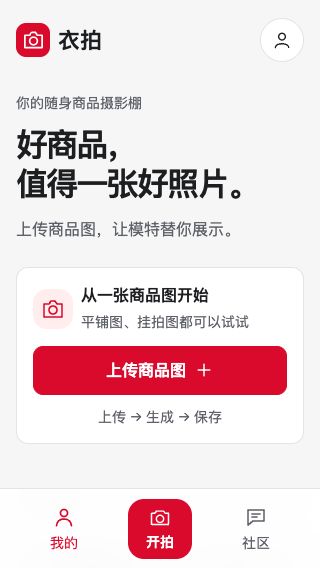 衣拍
你的随身商品摄影棚
好商品，
值得一张好照片。
上传商品图，让模特替你展示。
从一张商品图开始
平铺图、挂拍图都可以试试
上传商品图 +
上传 → 生成 → 保存
我的
开拍
社区